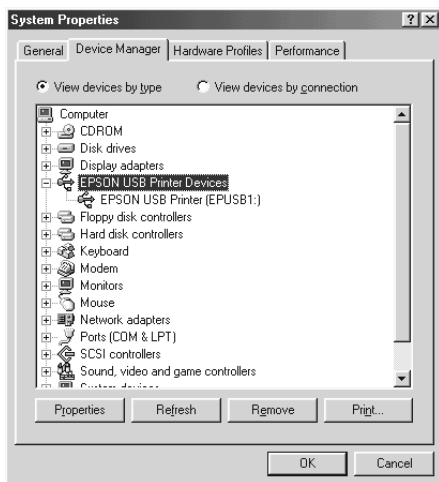 System Properties
General Device Manager Hardware Profiles Performance
View devices by type View devices by connection
Computer
CDROM
Disk drives
Display adapters
EPSON USB Printer Devices
EPSON USB Printer (EPUSB1:)
Floppy disk controllers
Hard disk controllers
Keyboard
Modem
Monitors
Mouse
Network adapters
Ports (COM & LPT)
SCSI controllers
Sound, video and game controllers
System devices
Properties Refresh Remove Print...
OK Cancel